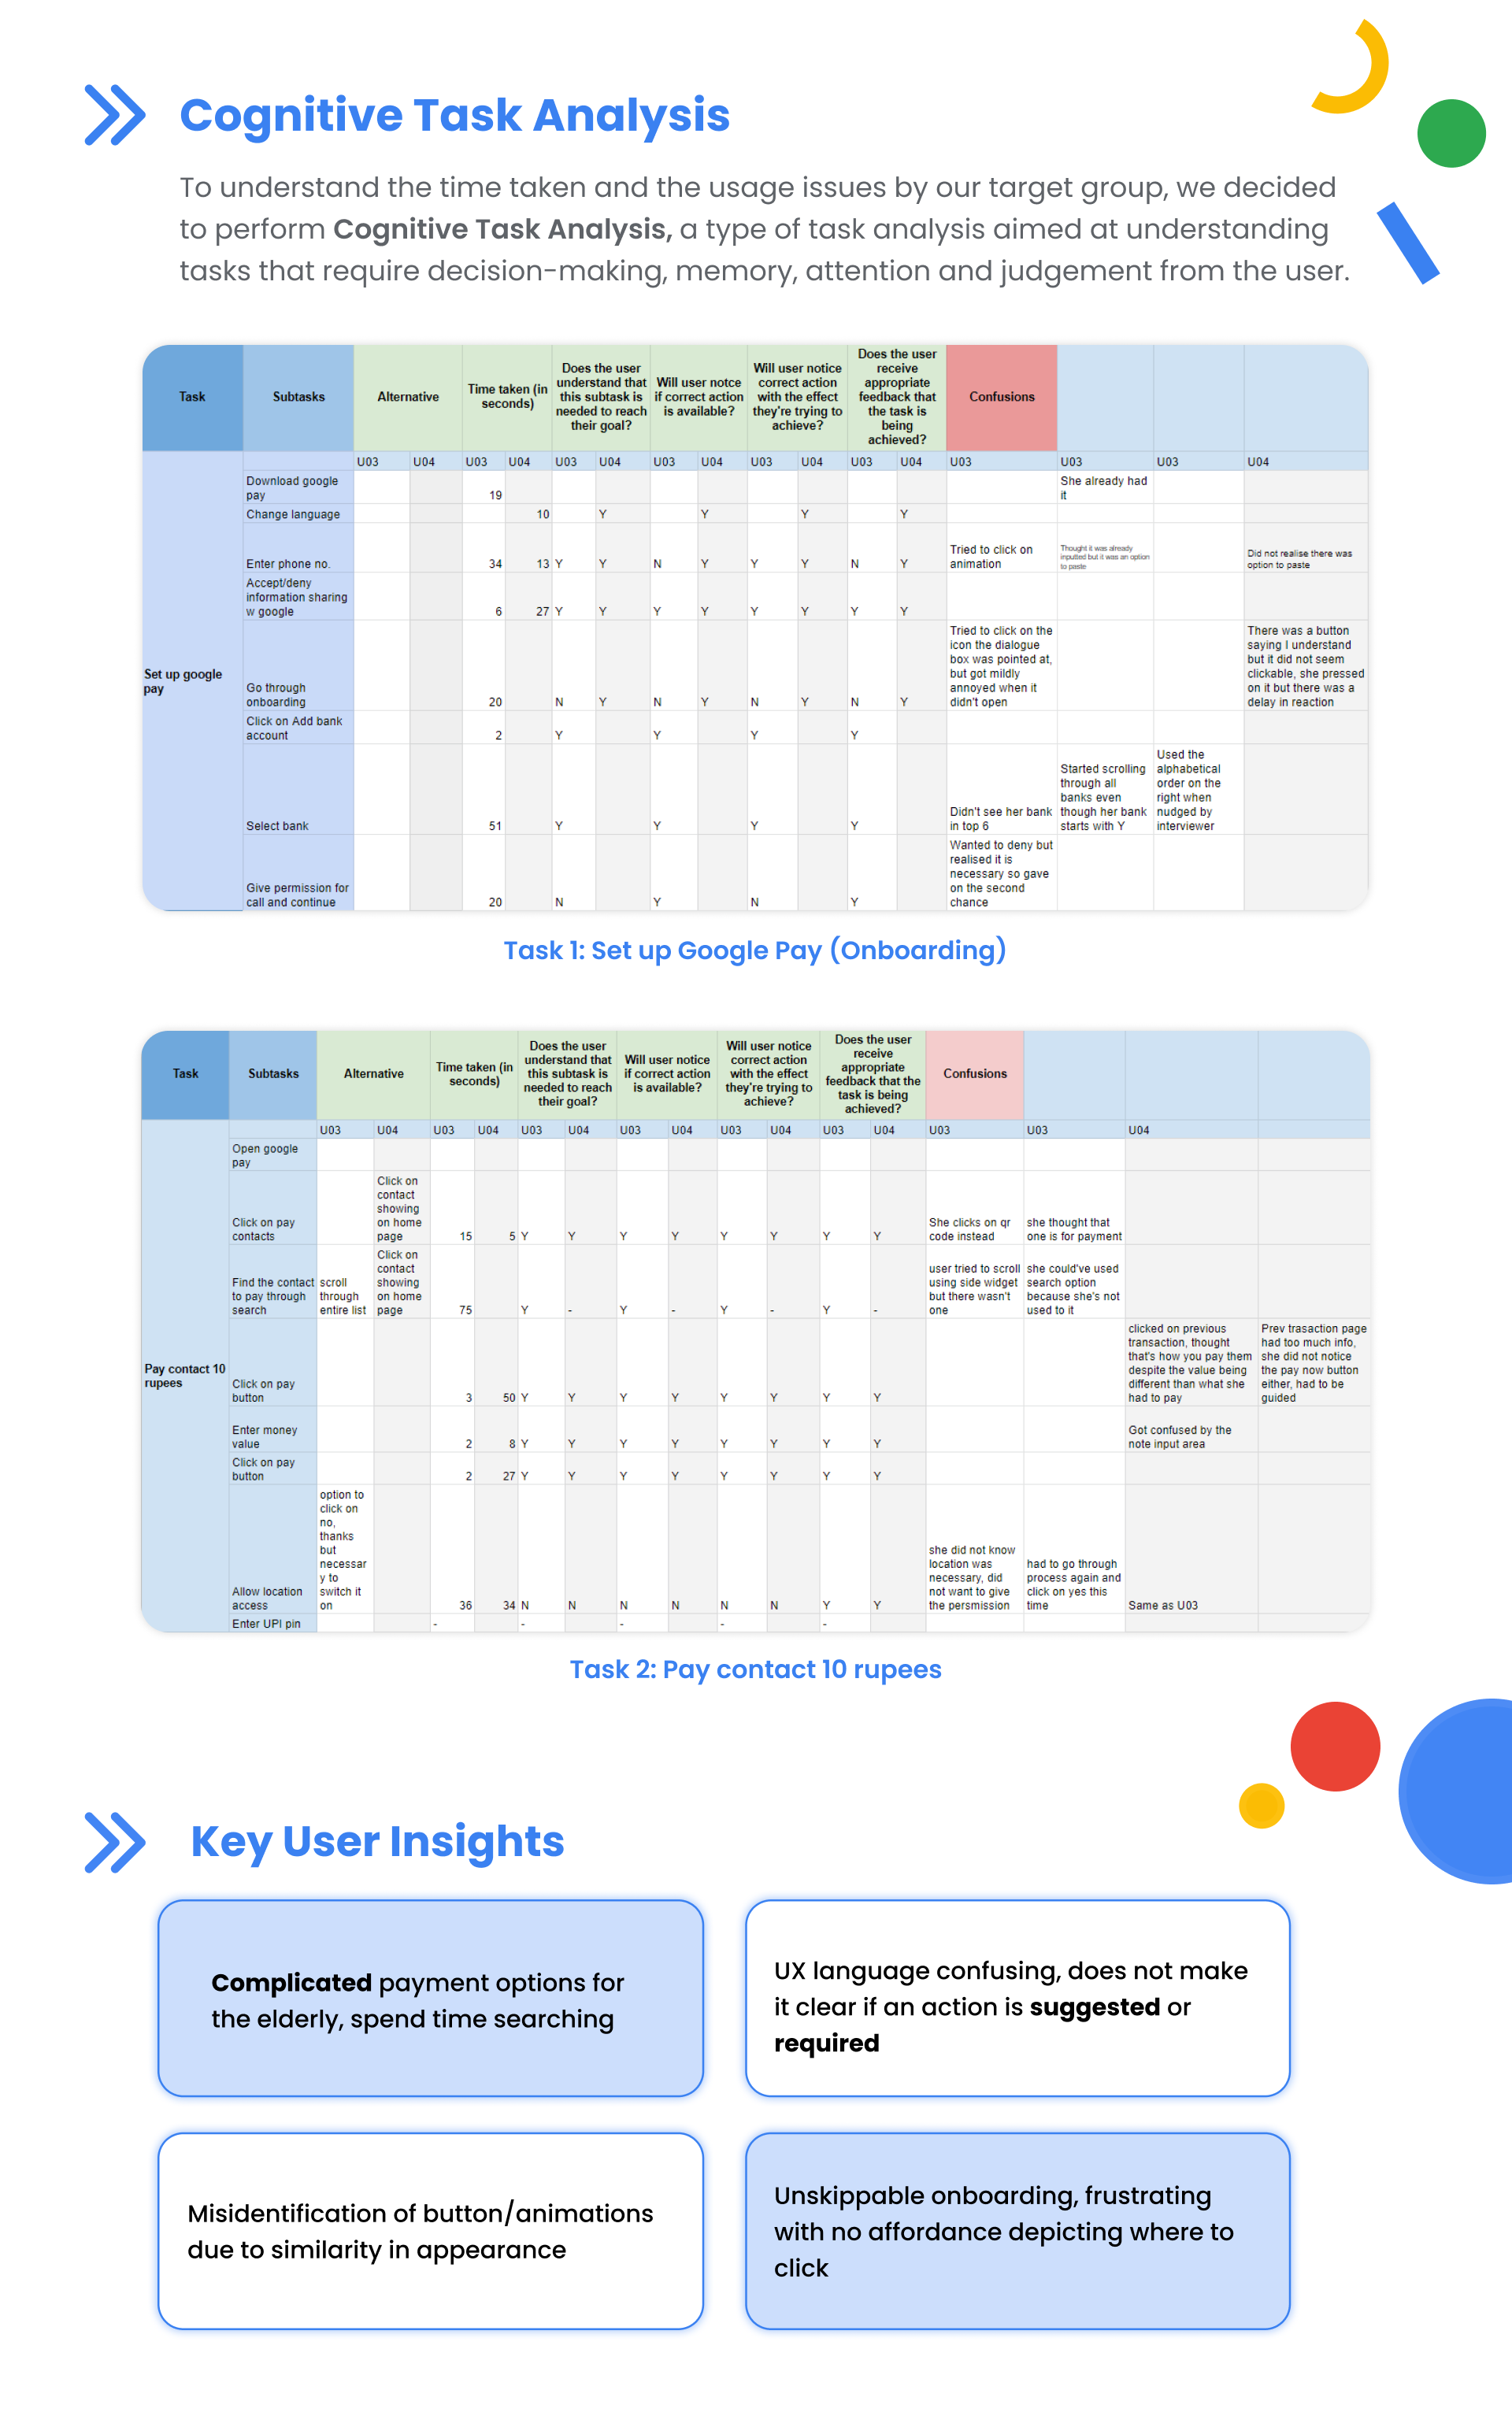 Cognitive Task Analysis
To understand the time taken and the usage issues by our target group, we decided
to perform Cognitive Task Analysis, a type of task analysis aimed at understanding
tasks that require decision-making, memory, attention and judgement from the user.
Task
Subtasks
Alternative
Time taken (in
seconds)
Does the user
understand that
this subtask is
needed to reach
their goal?
Will user notce
if correct action
is available?
Will user notice
correct action
with the effect
they're trying to
achieve?
Does the user
receive
appropriate
feedback that
the task is
being
achieved?
Confusions
U03 U04 U03 U04 U03 U04 U03 U04 U03 U04 U03 U04 U03 U03 U03 U04
Set up google
pay
Download google
pay
19
She already had
it
Change language
10 Y Y Y Y
Enter phone no.
34 13 Y Y N Y Y Y N Y
Tried to click on
animation
Thought it was already
inputted but it was an option
to paste
Did not realise there was
option to paste
Accept/deny
information sharing
w google
6 27 Y Y Y Y Y Y Y Y
Go through
onboarding
20 N Y N Y N Y N Y
Tried to click on the
icon the dialogue
box was pointed at,
but got mildly
annoyed when it
didn't open
There was a button
saying I understand
but it did not seem
clickable, she pressed
on it but there was a
delay in reaction
Click on Add bank
account
2 Y Y Y Y
Select bank
51 Y Y Y Y
Didn't see her bank
in top 6
Started scrolling
through all
banks even
though her bank
starts with Y
Used the
alphabetical
order on the
right when
nudged by
interviewer
Give permission for
call and continue
20 N Y N Y
Wanted to deny but
realised it is
necessary so gave
on the second
chance
Task 1: Set up Google Pay (Onboarding)
Task
Subtasks
Alternative
Time taken (in
seconds)
Does the user
understand that
this subtask is
needed to reach
their goal?
Will user notice
if correct action
is available?
Will user notice
correct action
with the effect
they're trying to
achieve?
Does the user
receive
appropriate
feedback that the
task is being
achieved?
Confusions
U03 U04 U03 U04 U03 U04 U03 U04 U03 U04 U03 U04 U03 U03 U04
Pay contact 10
rupees
Open google
pay
Click on pay
contacts
Click on
contact
showing
on home
page
15 5 Y Y Y Y Y Y Y Y
She clicks on qr
code instead
she thought that
one is for payment
Find the contact
to pay through
search
scroll
through
entire list
Click on
contact
showing
on home
page
75 Y - Y - Y - Y -
user tried to scroll
using side widget
but there wasn't
one
she could've used
search option
because she's not
used to it
Click on pay
button
3 50 Y Y Y Y Y Y Y Y
clicked on previous
transaction, thought
that's how you pay them
despite the value being
different than what she
had to pay
Prev trasaction page
had too much info,
she did not notice
the pay now button
either, had to be
guided
Enter money
value
2 8 Y Y Y Y Y Y Y Y
Got confused by the
note input area
Click on pay
button
2 27 Y Y Y Y Y Y Y Y
Allow location
access
option to
click on
no,
thanks
but
necessar
y to
switch it
on
36 34 N N N N N N Y Y
she did not know
location was
necessary, did
not want to give
the persmission
had to go through
process again and
click on yes this
time
Same as U03
Enter UPI pin
- - - - -
Task 2: Pay contact 10 rupees
Key User Insights
Complicated payment options for
the elderly, spend time searching
UX language confusing, does not make
it clear if an action is suggested or
required
Misidentification of button/animations
due to similarity in appearance
Unskippable onboarding, frustrating
with no affordance depicting where to
click